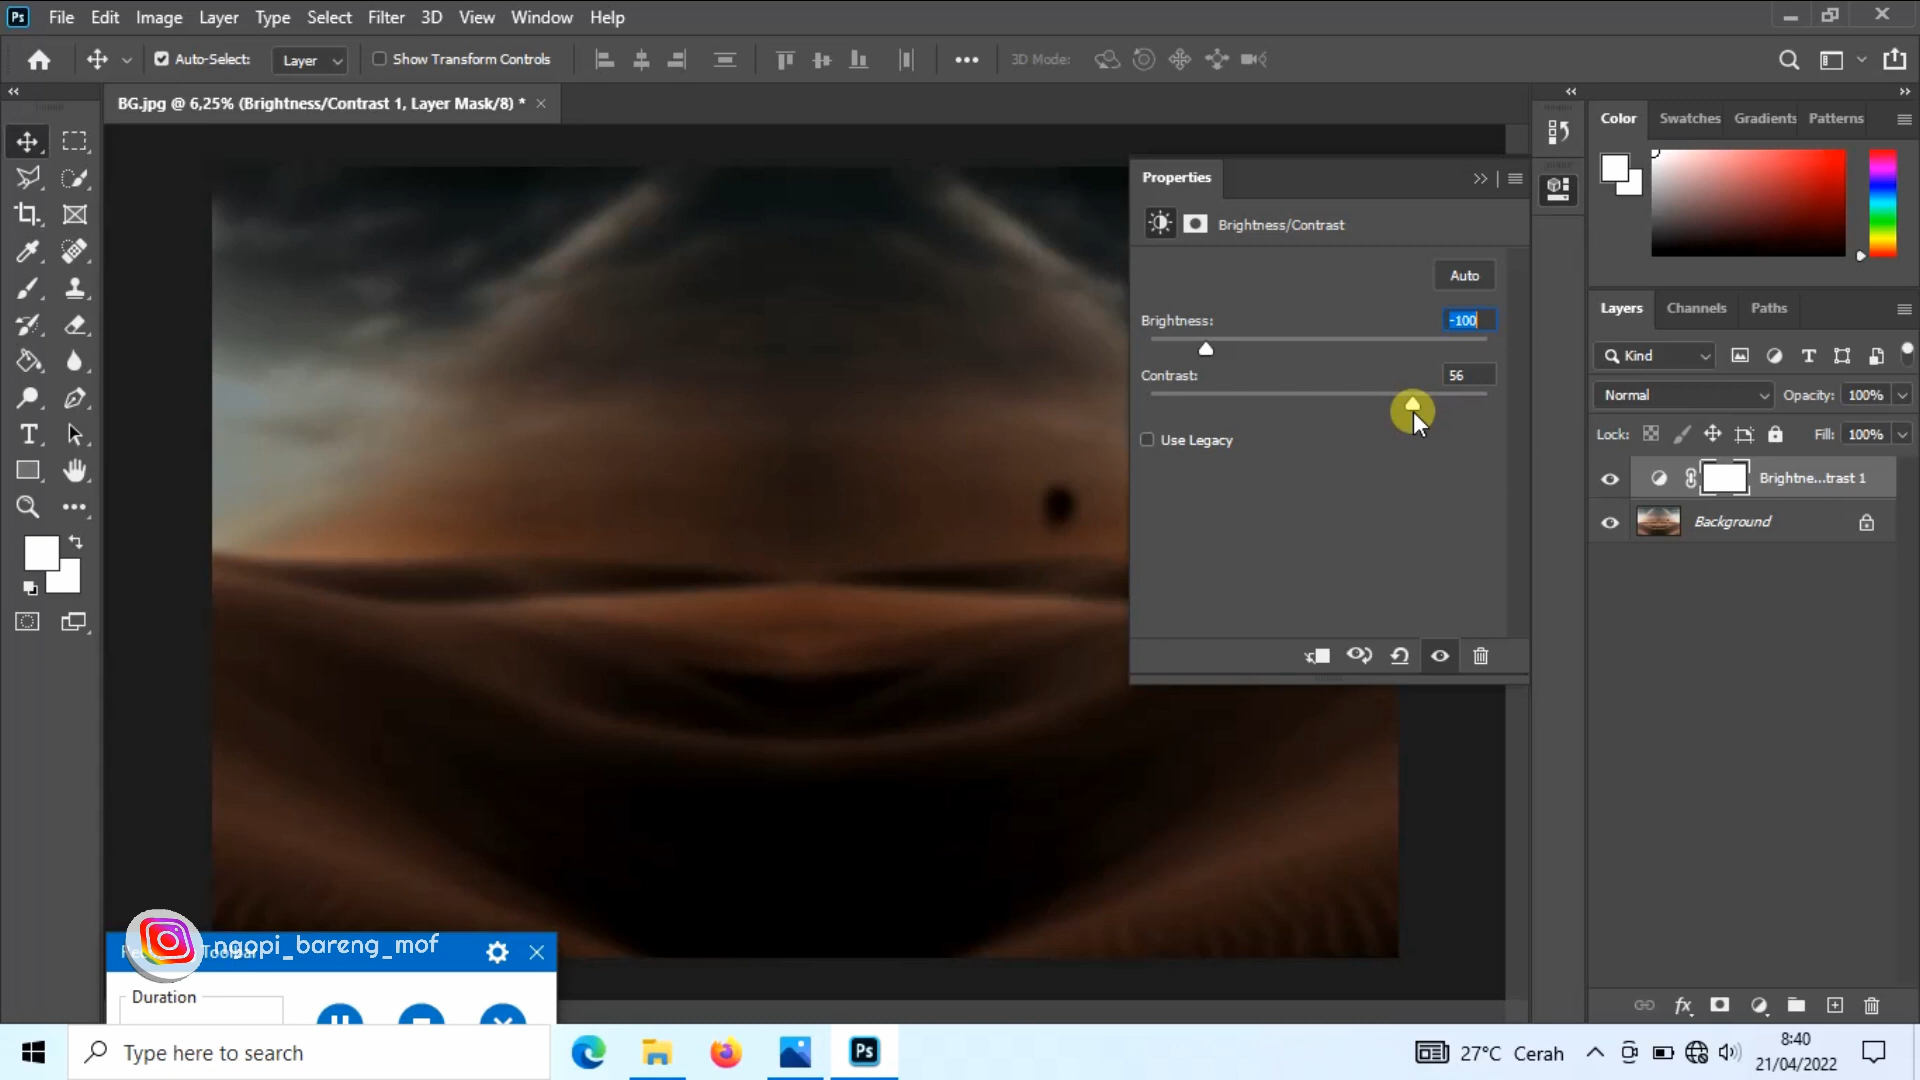 Ps File Edit Image Layer Type Select Filter 3D View Window Help
Auto-Select: Layer Show Transform Controls 3D Mode:
BG.jpg @ 6,25% (Brightness/Contrast 1, Layer Mask/8) *
Color Swatches Gradients Patterns
Properties
Brightness/Contrast
Auto
Brightness: -100
Contrast: 56
Use Legacy
Layers Channels Paths
Kind
Normal Opacity: 100%
Lock: Fill: 100%
Brightne...trast 1
Background
ngopi_bareng_mof
Duration
Type here to search
Ps
27°C Cerah
8:40
21/04/2022